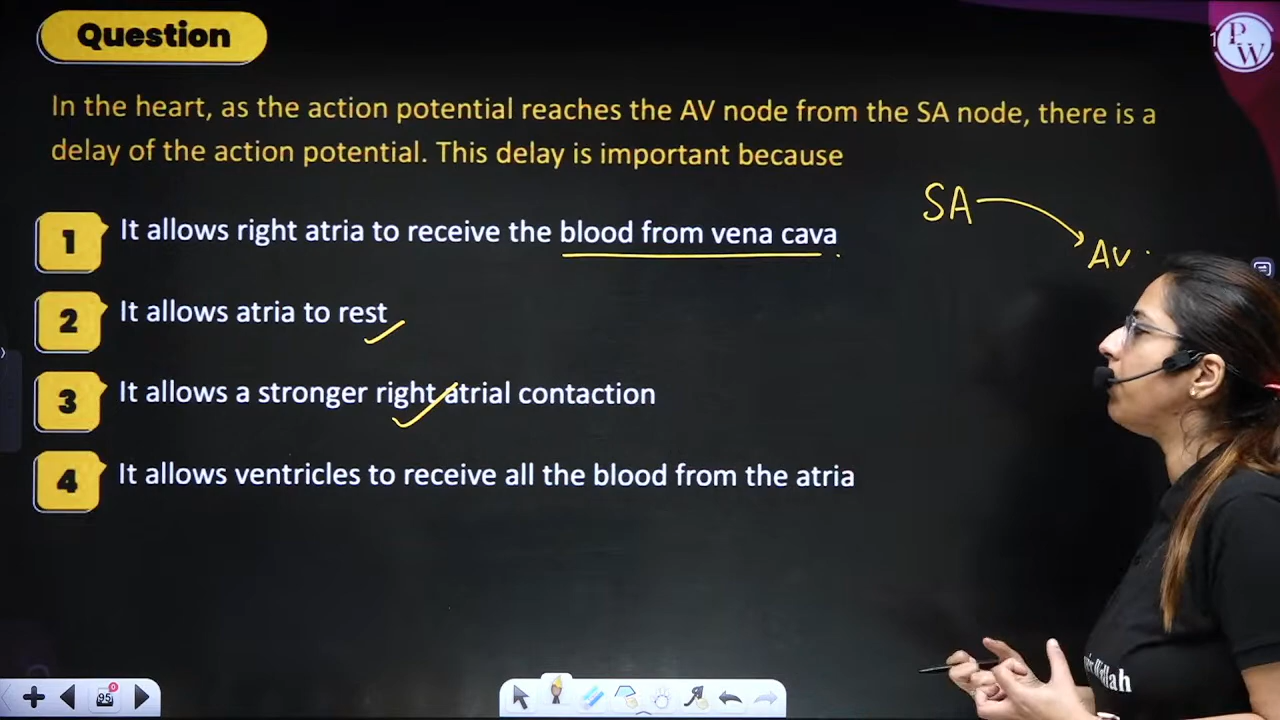 Question
PW
In the heart, as the action potential reaches the AV node from the SA node, there is a
delay of the action potential. This delay is important because
SA
AV
1 It allows right atria to receive the blood from vena cava
2 It allows atria to rest
3 It allows a stronger right atrial contaction
4 It allows ventricles to receive all the blood from the atria
95